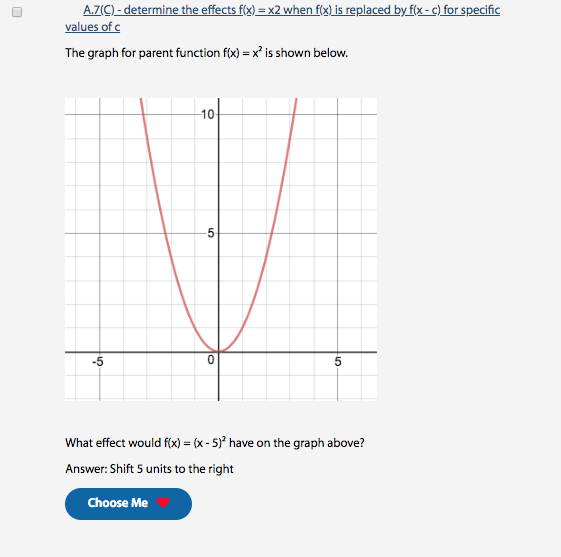 A.7(C) - determine the effects f(x) = x2 when f(x) is replaced by f(x - c) for specific
values of c
The graph for parent function f(x) = x² is shown below.
10
5
-5 0 5
What effect would f(x) = (x - 5)² have on the graph above?
Answer: Shift 5 units to the right
Choose Me